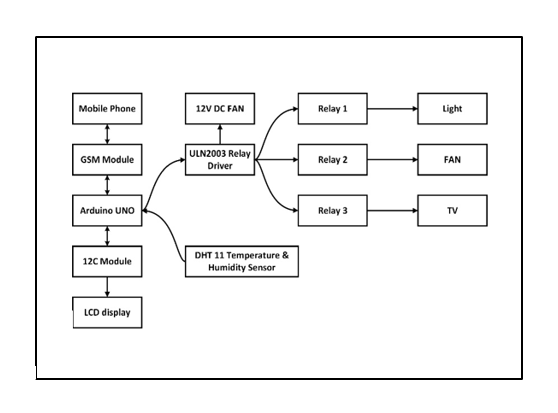 Mobile Phone
12V DC FAN
Relay 1
Light
GSM Module
ULN2003 Relay
Driver
Relay 2
FAN
Arduino UNO
Relay 3
TV
12C Module
DHT 11 Temperature &
Humidity Sensor
LCD display